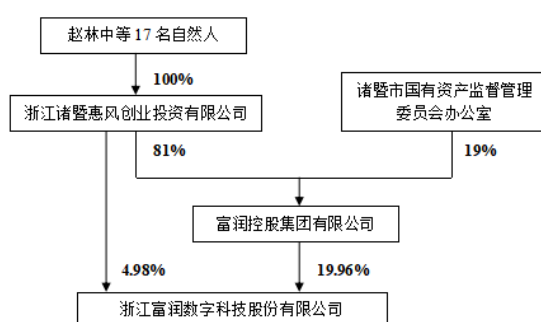 赵林中等 17 名自然人
100%
浙江诸暨惠风创业投资有限公司
诸暨市国有资产监督管理
委员会办公室
81%
19%
富润控股集团有限公司
4.98%
19.96%
浙江富润数字科技股份有限公司